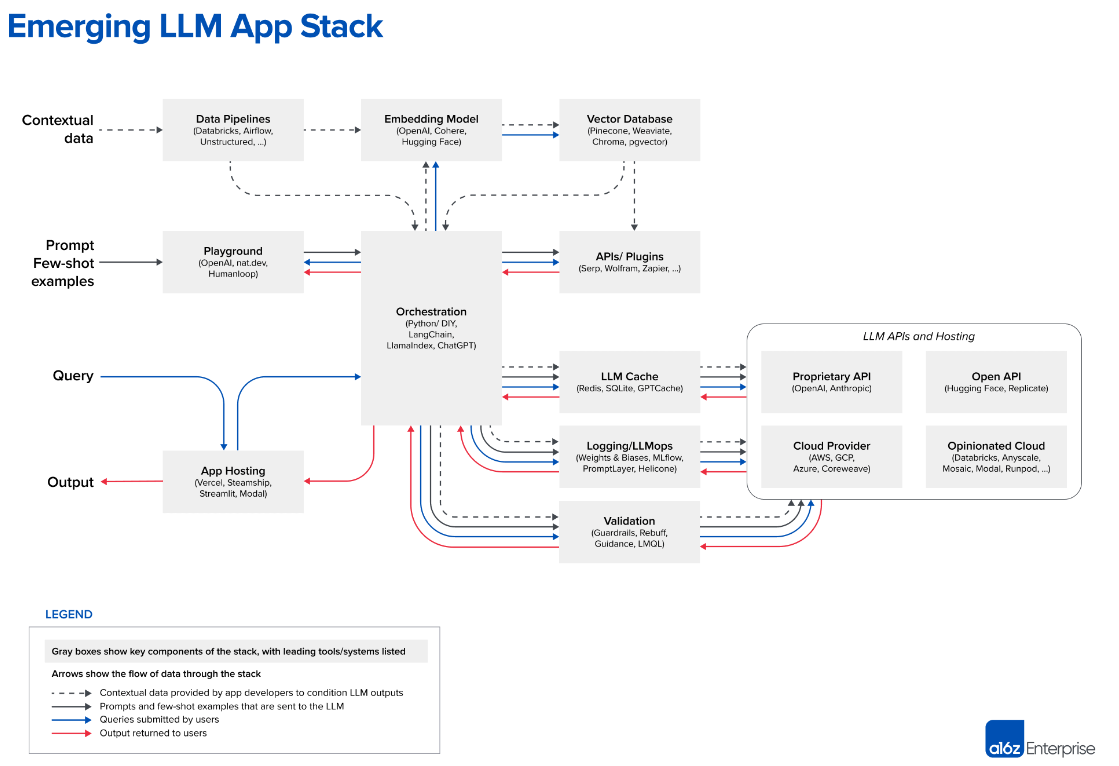 Emerging LLM App Stack
Contextual
data
Data Pipelines
(Databricks, Airflow,
Unstructured, ...)
Embedding Model
(OpenAI, Cohere,
Hugging Face)
Vector Database
(Pinecone, Weaviate,
Chroma, pgvector)
Prompt
Few-shot
examples
Playground
(OpenAI, nat.dev,
Humanloop)
Orchestration
(Python/ DIY,
LangChain,
LlamaIndex, ChatGPT)
APIs/ Plugins
(Serp, Wolfram, Zapier, ...)
Query
LLM Cache
(Redis, SQLite, GPTCache)
LLM APIs and Hosting
Proprietary API
(OpenAI, Anthropic)
Open API
(Hugging Face, Replicate)
Output
App Hosting
(Vercel, Steamship,
Streamlit, Modal)
Logging/LLMops
(Weights & Biases, MLflow,
PromptLayer, Helicone)
Cloud Provider
(AWS, GCP,
Azure, Coreweave)
Opinionated Cloud
(Databricks, Anyscale,
Mosaic, Modal, Runpod, ...)
Validation
(Guardrails, Rebuff,
Guidance, LMQL)
LEGEND
Gray boxes show key components of the stack, with leading tools/systems listed
Arrows show the flow of data through the stack
Contextual data provided by app developers to condition LLM outputs
Prompts and few-shot examples that are sent to the LLM
Queries submitted by users
Output returned to users
a16z Enterprise